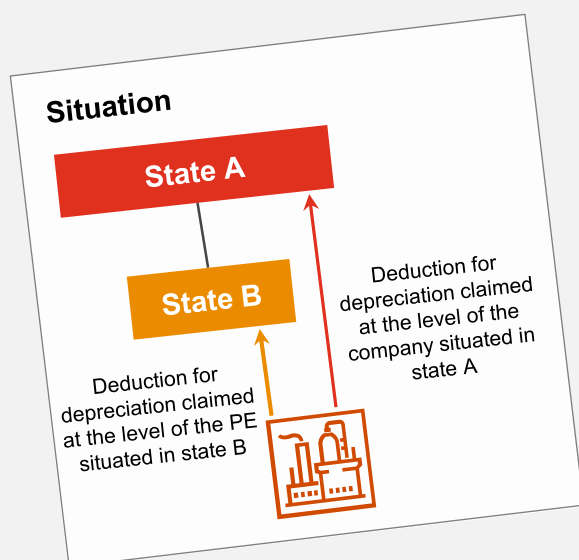 Situation
State A
State B
Deduction for
depreciation claimed
at the level of the
company situated in
state A
Deduction for
depreciation claimed
at the level of the PE
situated in state B